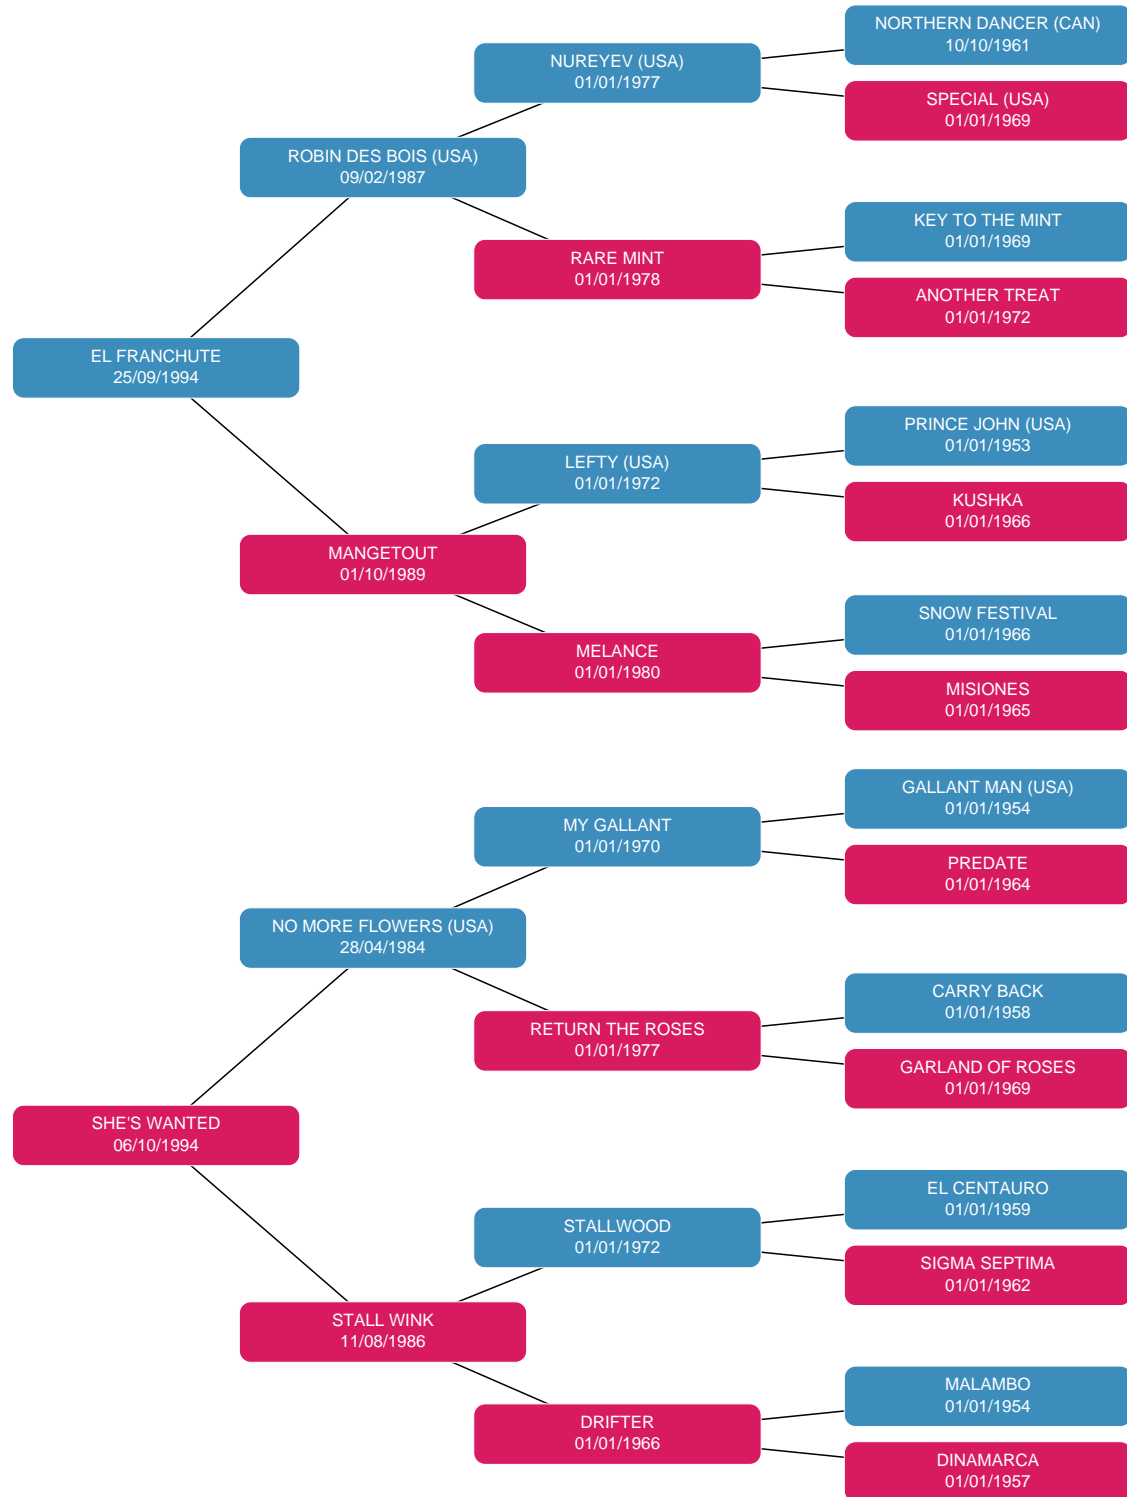 NORTHERN DANCER (CAN)
10/10/1961
NUREYEV (USA)
01/01/1977
SPECIAL (USA)
01/01/1969
ROBIN DES BOIS (USA)
09/02/1987
KEY TO THE MINT
01/01/1969
RARE MINT
01/01/1978
ANOTHER TREAT
01/01/1972
EL FRANCHUTE
25/09/1994
PRINCE JOHN (USA)
01/01/1953
LEFTY (USA)
01/01/1972
KUSHKA
01/01/1966
MANGETOUT
01/10/1989
SNOW FESTIVAL
01/01/1966
MELANCE
01/01/1980
MISIONES
01/01/1965
GALLANT MAN (USA)
01/01/1954
MY GALLANT
01/01/1970
PREDATE
01/01/1964
NO MORE FLOWERS (USA)
28/04/1984
CARRY BACK
01/01/1958
RETURN THE ROSES
01/01/1977
GARLAND OF ROSES
01/01/1969
SHE'S WANTED
06/10/1994
EL CENTAURO
01/01/1959
STALLWOOD
01/01/1972
SIGMA SEPTIMA
01/01/1962
STALL WINK
11/08/1986
MALAMBO
01/01/1954
DRIFTER
01/01/1966
DINAMARCA
01/01/1957